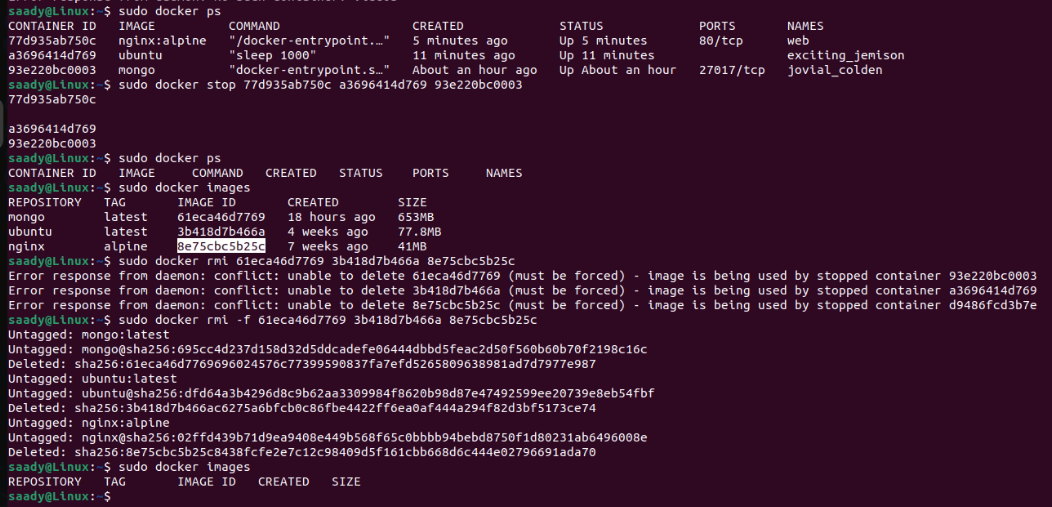 saady@Linux:~$ sudo docker ps
CONTAINER ID   IMAGE          COMMAND                  CREATED             STATUS             PORTS       NAMES
77d935ab750c   nginx:alpine   "/docker-entrypoint.…"   5 minutes ago       Up 5 minutes       80/tcp      web
a3696414d769   ubuntu         "sleep 1000"             11 minutes ago      Up 11 minutes                  exciting_jemison
93e220bc0003   mongo          "docker-entrypoint.s…"   About an hour ago   Up About an hour   27017/tcp   jovial_colden
saady@Linux:~$ sudo docker stop 77d935ab750c a3696414d769 93e220bc0003
77d935ab750c
a3696414d769
93e220bc0003
saady@Linux:~$ sudo docker ps
CONTAINER ID   IMAGE     COMMAND   CREATED   STATUS    PORTS     NAMES
saady@Linux:~$ sudo docker images
REPOSITORY   TAG       IMAGE ID       CREATED        SIZE
mongo        latest    61eca46d7769   18 hours ago   653MB
ubuntu       latest    3b418d7b466a   4 weeks ago    77.8MB
nginx        alpine    8e75cbc5b25c   7 weeks ago    41MB
saady@Linux:~$ sudo docker rmi 61eca46d7769 3b418d7b466a 8e75cbc5b25c
Error response from daemon: conflict: unable to delete 61eca46d7769 (must be forced) - image is being used by stopped container 93e220bc0003
Error response from daemon: conflict: unable to delete 3b418d7b466a (must be forced) - image is being used by stopped container a3696414d769
Error response from daemon: conflict: unable to delete 8e75cbc5b25c (must be forced) - image is being used by stopped container d9486fcd3b7e
saady@Linux:~$ sudo docker rmi -f 61eca46d7769 3b418d7b466a 8e75cbc5b25c
Untagged: mongo:latest
Untagged: mongo@sha256:695cc4d237d158d32d5ddcadefe06444dbbd5feac2d50f560b60b70f2198c16c
Deleted: sha256:61eca46d7769696024576c77399590837fa7efd5265809638981ad7d7977e987
Untagged: ubuntu:latest
Untagged: ubuntu@sha256:dfd64a3b4296d8c9b62aa3309984f8620b98d87e47492599ee20739e8eb54fbf
Deleted: sha256:3b418d7b466ac6275a6bfcb0c86fbe4422ff6ea0af444a294f82d3bf5173ce74
Untagged: nginx:alpine
Untagged: nginx@sha256:02ffd439b71d9ea9408e449b568f65c0bbbb94bebd8750f1d80231ab6496008e
Deleted: sha256:8e75cbc5b25c8438fcfe2e7c12c98409d5f161cbb668d6c444e02796691ada70
saady@Linux:~$ sudo docker images
REPOSITORY   TAG       IMAGE ID   CREATED   SIZE
saady@Linux:~$